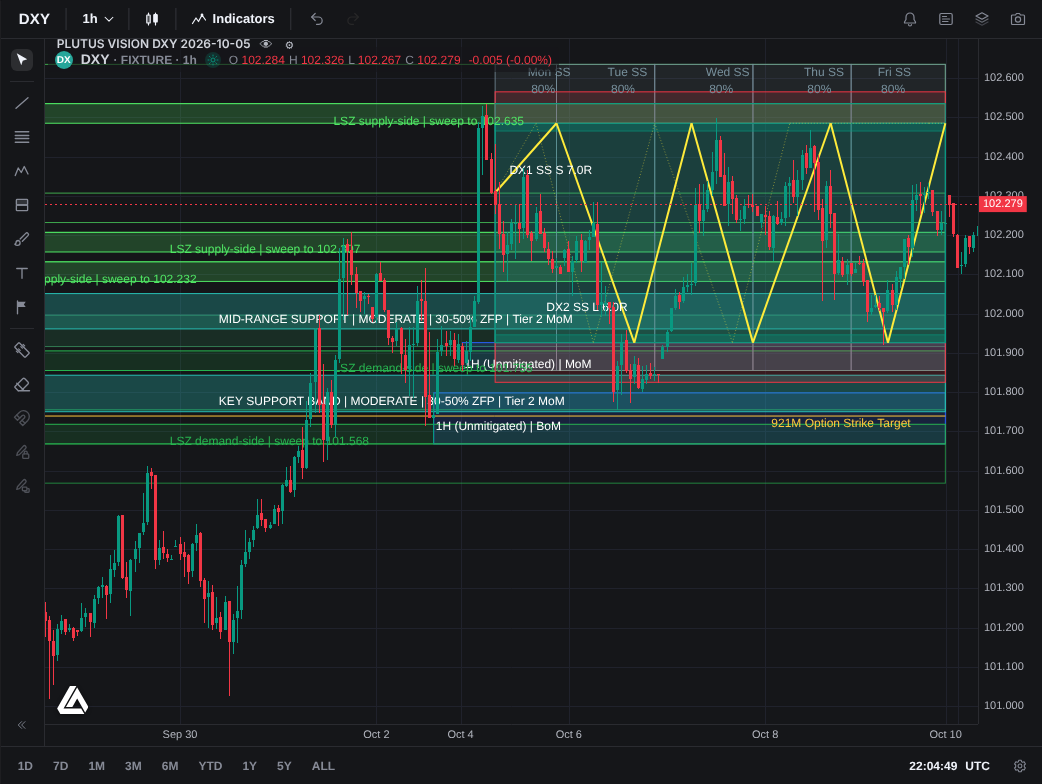 DXY
1h
Indicators
PLUTUS VISION DXY 2026-10-05
DX DXY · FIXTURE · 1h O 102.284 H 102.326 L 102.267 C 102.279 -0.005 (-0.00%)
Mon SS
80%
Tue SS
80%
Wed SS
80%
Thu SS
80%
Fri SS
80%
LSZ supply-side | sweep to 102.635
DX1 SS S 7.0R
LSZ supply-side | sweep to
pply-side | sweep to 102.232
DX2 SS L 6.0R
MID-RANGE SUPPORT | MODERATE | 30-50% ZFP | Tier 2 MoM
1H (Unmitigated) | MoM
LSZ demand-side | sweep to
KEY SUPPORT BAND | MODERATE | 30-50% ZFP | Tier 2 MoM
921M Option Strike Target
1H (Unmitigated) | BoM
LSZ demand-side | sweep to 101.568
102.600
102.500
102.400
102.300
102.279
102.200
102.100
102.000
101.900
101.800
101.700
101.600
101.500
101.400
101.300
101.200
101.100
101.000
Sep 30
Oct 2
Oct 4
Oct 6
Oct 8
Oct 10
1D
7D
1M
3M
6M
YTD
1Y
5Y
ALL
22:04:49 UTC